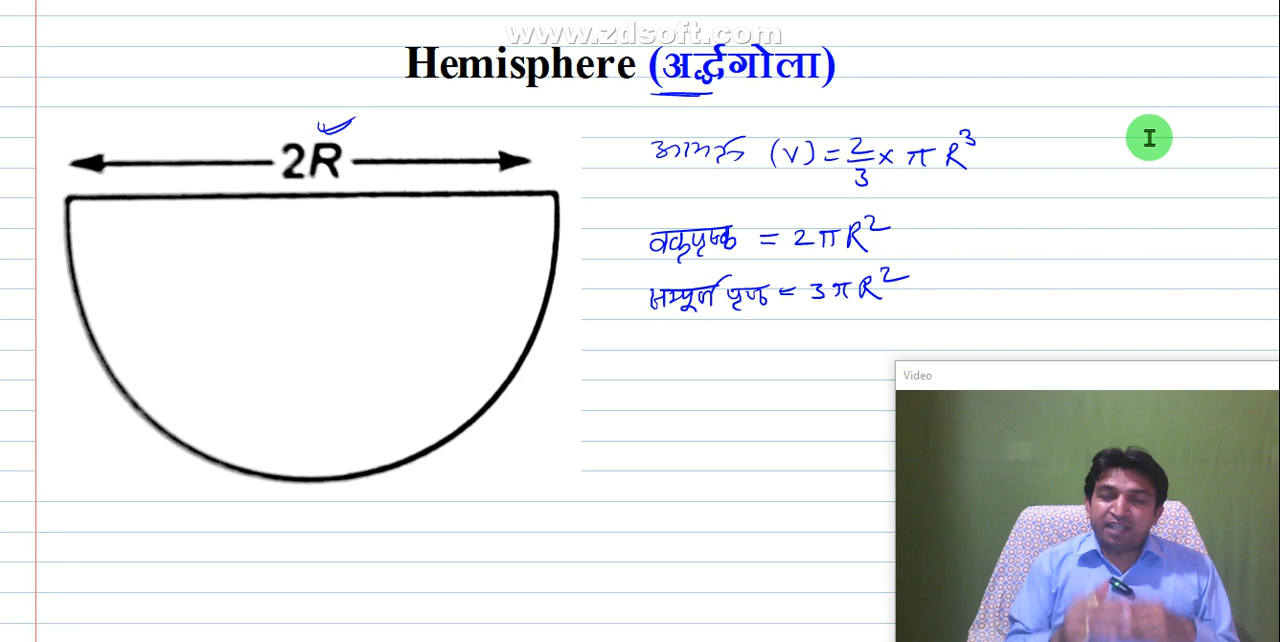 www.zdsoft.com
Hemisphere (अर्द्धगोला)
2R
आयतन (V) = 2/3 × π R³
वक्रपृष्ठ = 2πR²
सम्पूर्ण पृष्ठ = 3πR²
Video